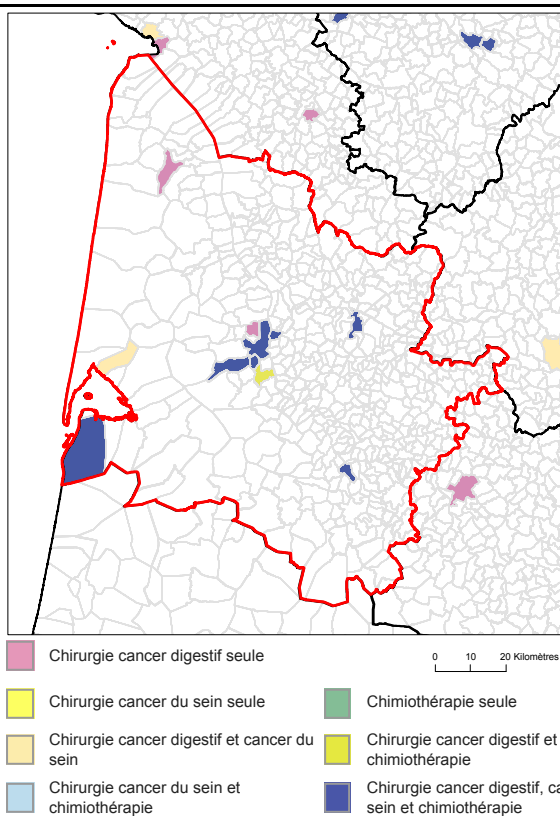 Chirurgie cancer digestif seule
0 10 20 Kilomètres
Chirurgie cancer du sein seule
Chimiothérapie seule
Chirurgie cancer digestif et cancer du
sein
Chirurgie cancer digestif et
chimiothérapie
Chirurgie cancer du sein et
chimiothérapie
Chirurgie cancer digestif, ca
sein et chimiothérapie